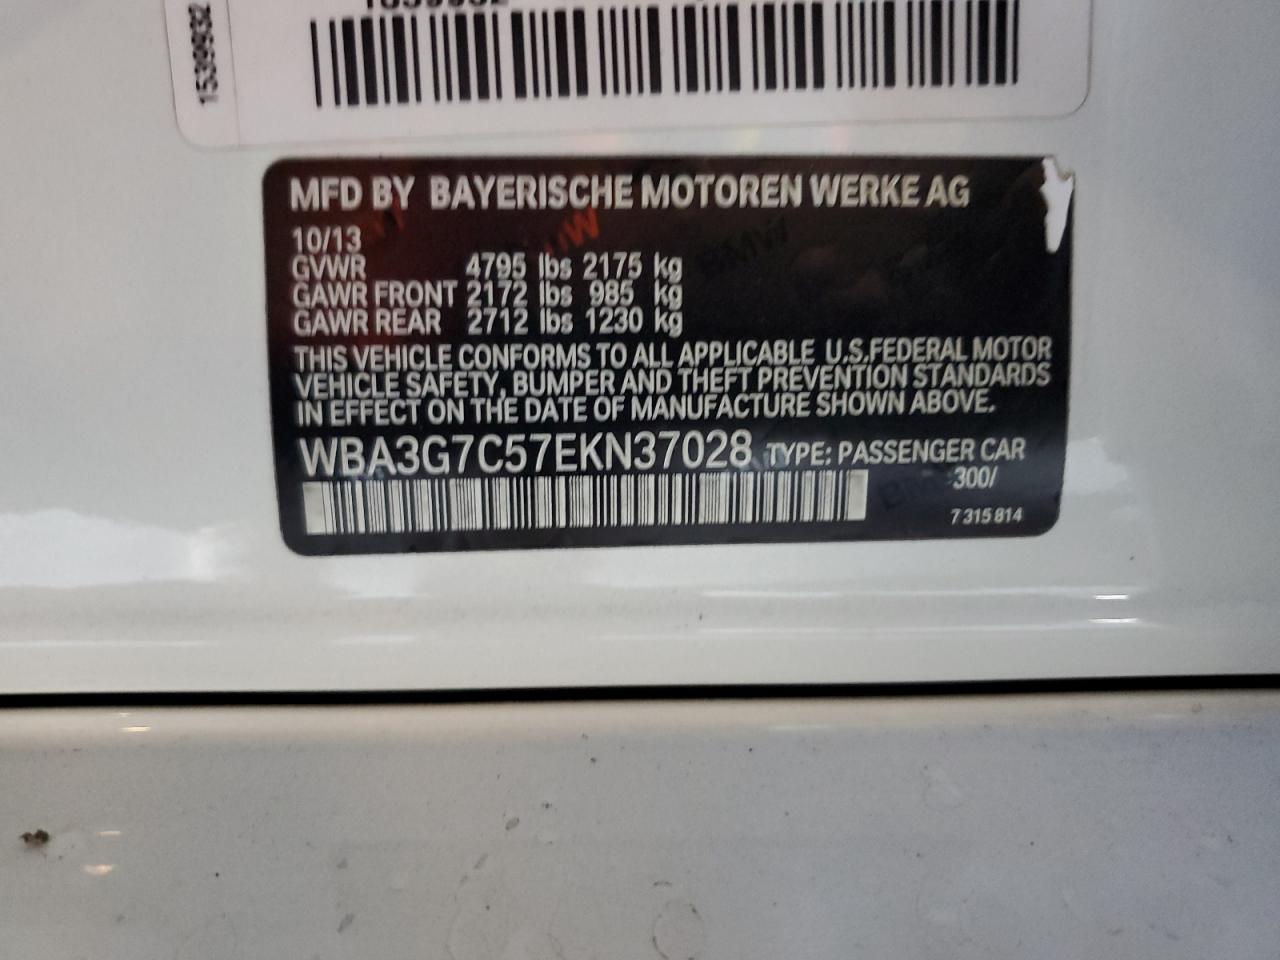 15399932
MFD BY BAYERISCHE MOTOREN WERKE AG
10/13
GVWR 4795 lbs 2175 kg
GAWR FRONT 2172 lbs 985 kg
GAWR REAR 2712 lbs 1230 kg
THIS VEHICLE CONFORMS TO ALL APPLICABLE U.S.FEDERAL MOTOR
VEHICLE SAFETY, BUMPER AND THEFT PREVENTION STANDARDS
IN EFFECT ON THE DATE OF MANUFACTURE SHOWN ABOVE.
WBA3G7C57EKN37028 TYPE: PASSENGER CAR
300/
7 315 814